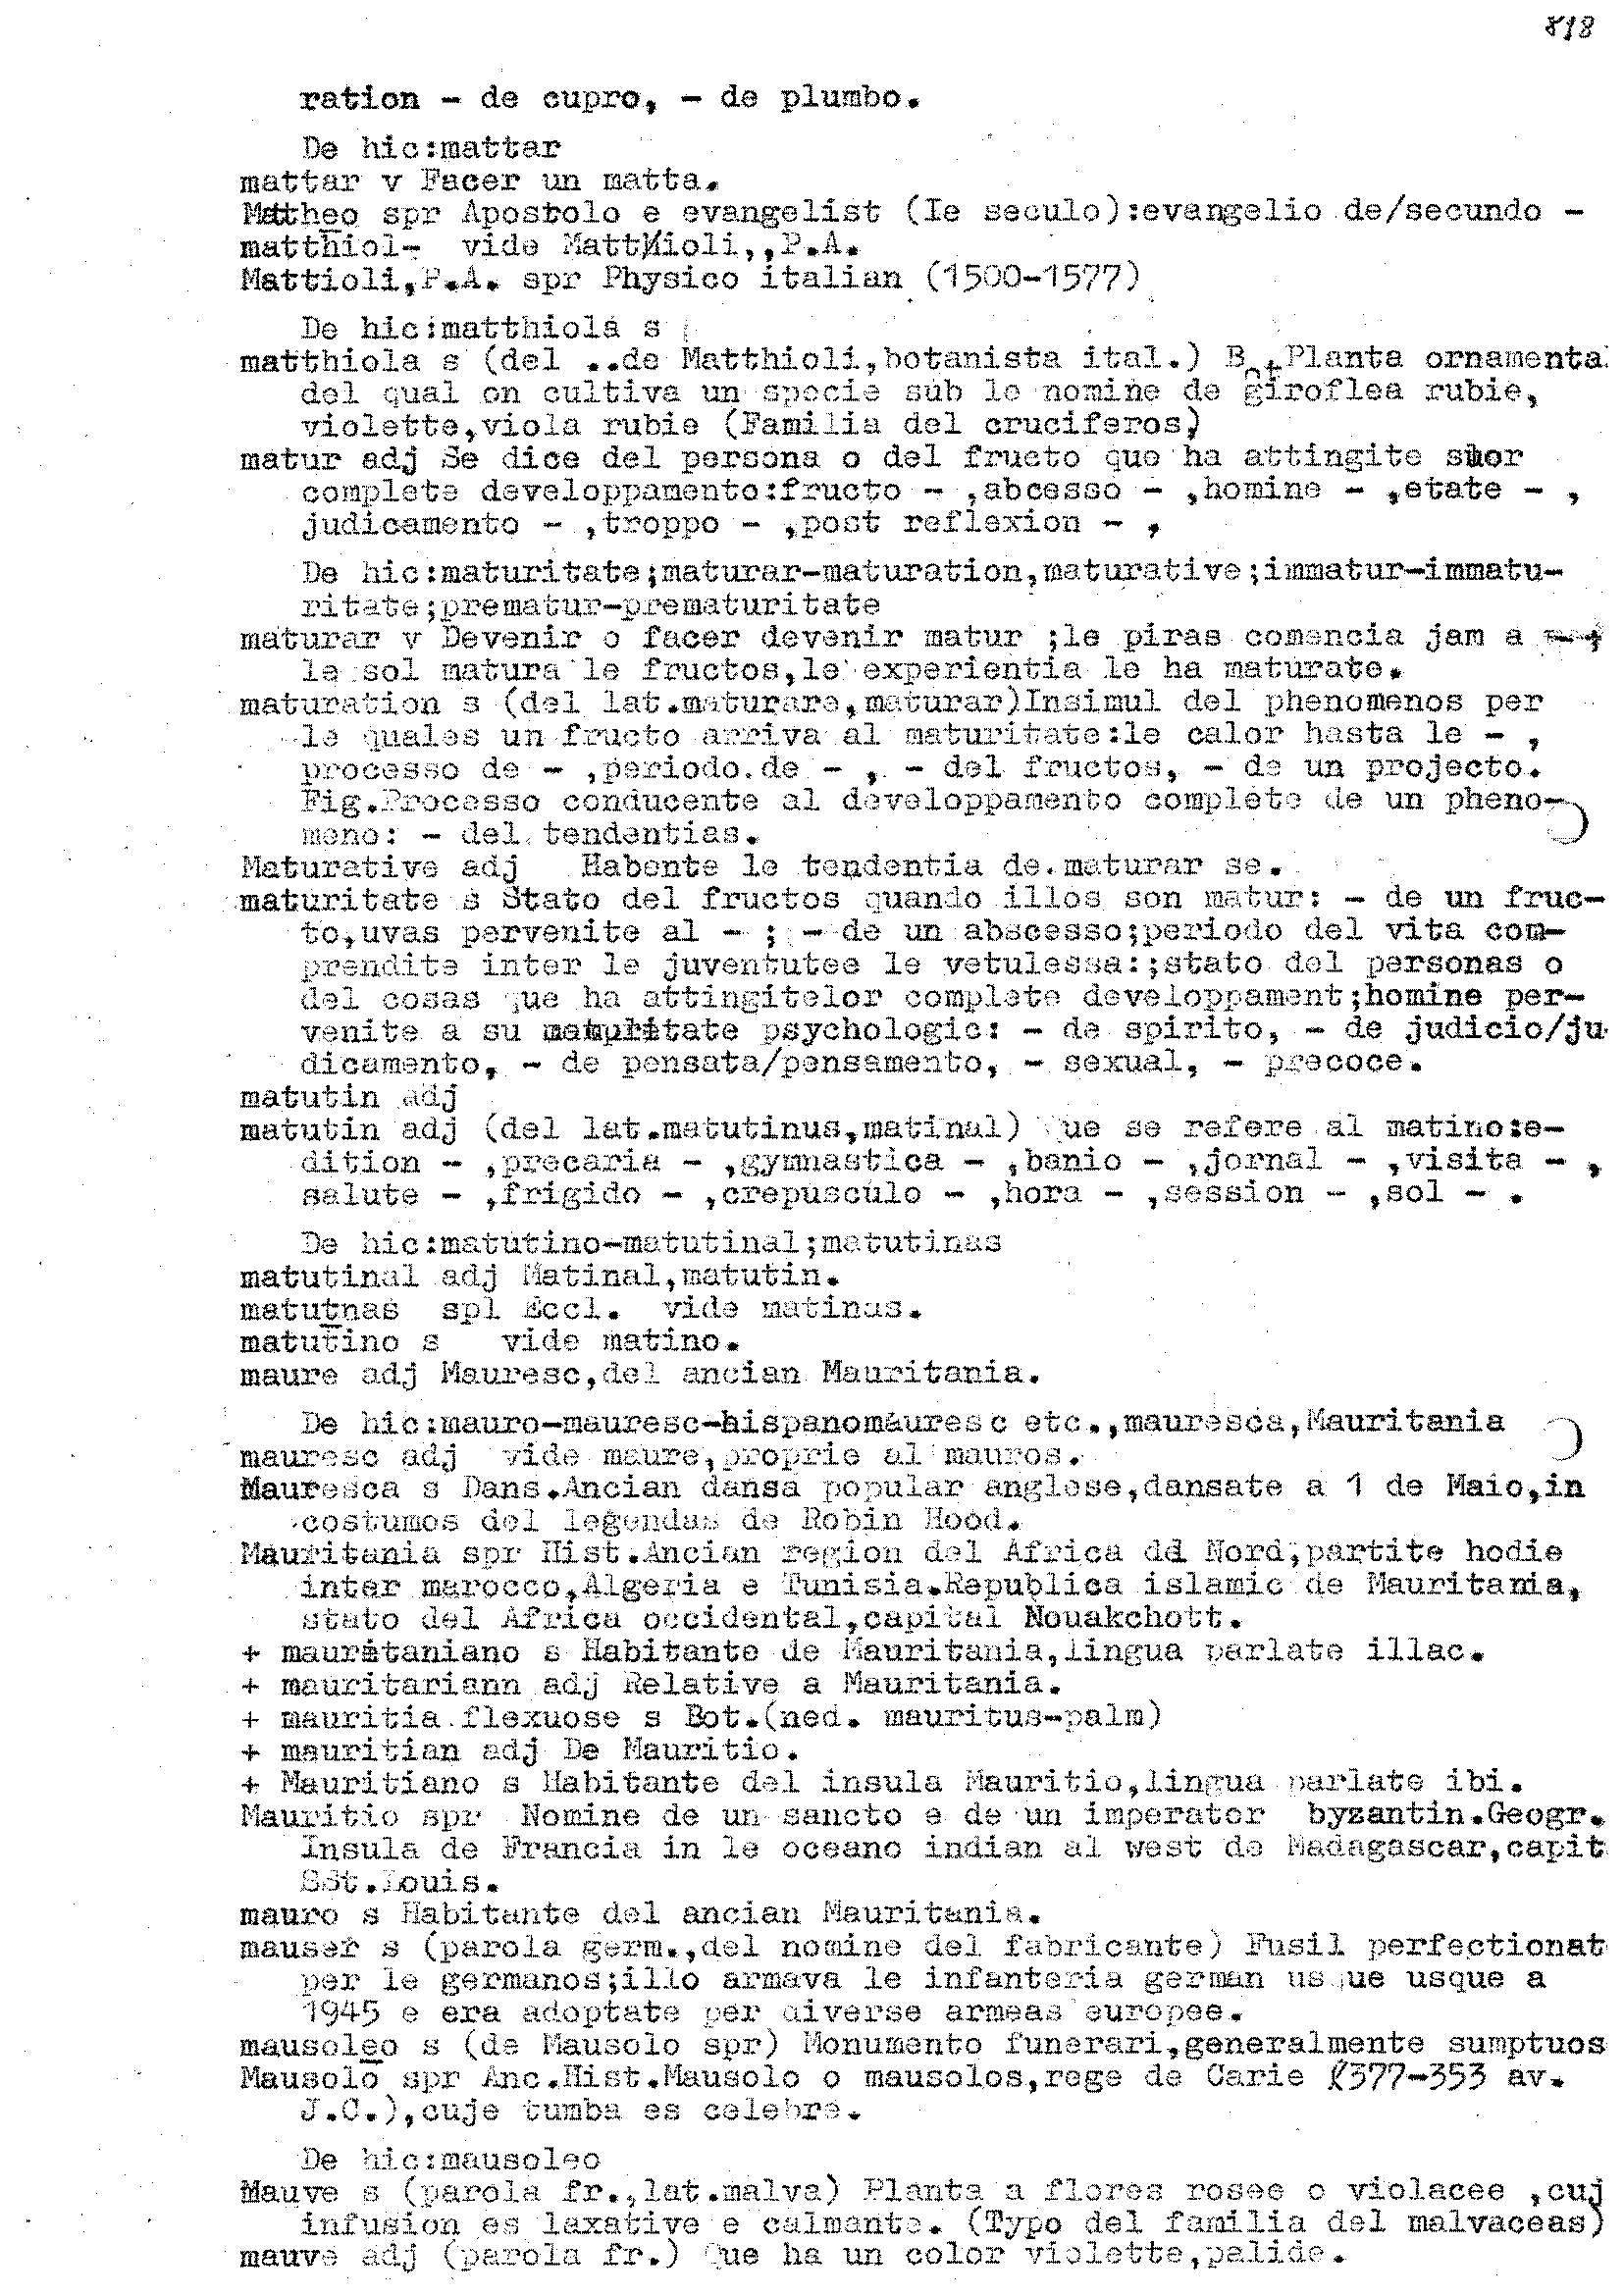 818
ration - de cupro, - de plumbo.
De hic:mattar
mattar v Facer un matta.
Mattheo spr Apostolo e evangelist (Ie seculo):evangelio de/secundo -
matthiol- vide Matthioli,,P.A.
Mattioli,P.A. spr Physico italian (1500-1577)
De hic:matthiola s
matthiola s (del ..de Matthioli,botanista ital.) B t Planta ornamental
del qual on cultiva un specie sub le nomine de giroflea rubie,
violette,viola rubie (Familia del cruciferos)
matur adj Se dice del persona o del fructo que ha attingite suor
complete developpamento:fructo - ,abcesso - ,homine - ,etate - ,
judicamento - ,troppo - ,post reflexion - ,
De hic:maturitate;maturar-maturation,maturative;immatur-immatu-
ritate;prematur-prematuritate
maturar v Devenir o facer devenir matur ;le piras comencia jam a - ;
le sol matura le fructos,le experientia le ha maturate.
maturation s (del lat.maturare,maturar)Insimul del phenomenos per
le quales un fructo arriva al maturitate:le calor hasta le - ,
processo de - ,periodo.de - , - del fructos, - de un projecto.
Fig.Processo conducente al developpamento complete de un pheno-
meno: - del tendentias.
Maturative adj Habente le tendentia de.maturar se.
maturitate s Stato del fructos quando illos son matur: - de un fruc-
to,uvas pervenite al - ; - de un abscesso;periodo del vita com-
prendite inter le juventutee le vetulessa:;stato del personas o
del cosas que ha attingitelor complete developpament;homine per-
venite a su maturitate psychologic: - de spirito, - de judicio/ju-
dicamento, - de pensata/pensamento, - sexual, - precoce.
matutin adj
matutin adj (del lat.matutinus,matinal) Que se refere al matino:e-
dition - ,precaria - ,gymnastica - ,banio - ,jornal - ,visita - ,
salute - ,frigido - ,crepusculo - ,hora - ,session - ,sol - .
De hic:matutino-matutinal;matutinas
matutinal adj Matinal,matutin.
matutnas spl Eccl. vide matinas.
matutino s vide matino.
maure adj Mauresc,del ancian Mauritania.
De hic:mauro-mauresc-hispanomauresc etc.,mauresca,Mauritania
mauresc adj vide maure,proprie al mauros.
Mauresca s Dans.Ancian dansa popular anglese,dansate a 1 de Maio,in
costumos del legendas de Robin Hood.
Mauritania spr Hist.Ancian region del Africa dd Nord,partite hodie
inter marocco,Algeria e Tunisia.Republica islamic de Mauritania,
stato del Africa occidental,capital Nouakchott.
+ mauritaniano s Habitante de Mauritania,lingua parlate illac.
+ mauritariann adj Relative a Mauritania.
+ mauritia flexuose s Bot.(ned. mauritus-palm)
+ mauritian adj De Mauritio.
+ Mauritiano s Habitante del insula Mauritio,lingua parlate ibi.
Mauritio spr Nomine de un sancto e de un imperator byzantin.Geogr.
Insula de Francia in le oceano indian al west de Madagascar,capit
SSt.Louis.
mauro s Habitante del ancian Mauritania.
mauser s (parola germ.,del nomine del fabricante) Fusil perfectionat
per le germanos;illo armava le infanteria german usque usque a
1945 e era adoptate per diverse armeas europee.
mausoleo s (de Mausolo spr) Monumento funerari,generalmente sumptuos
Mausolo spr Anc.Hist.Mausolo o mausolos,rege de Carie (377-353 av.
J.C.),cuje tumba es celebre.
De hic:mausoleo
Mauve s (parola fr.,lat.malva) Planta a flores rosee o violacee ,cuj
infusion es laxative e calmante. (Typo del familia del malvaceas)
mauve adj (parola fr.) Que ha un color violette,palide.